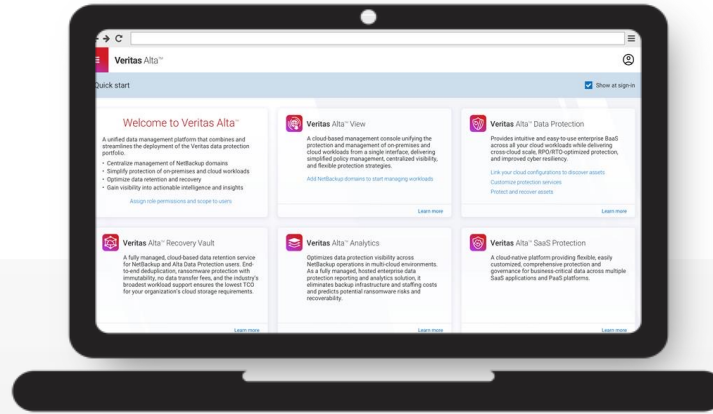 Veritas Alta™
Quick start
Show at sign-in
Welcome to Veritas Alta™
A unified data management platform that combines and
streamlines the deployment of the Veritas data protection
portfolio.
• Centralize management of NetBackup domains
• Simplify protection of on-premises and cloud workloads
• Optimize data retention and recovery
• Gain visibility into actionable intelligence and insights
Assign role permissions and scope to users
Veritas Alta™ View
A cloud-based management console unifying the
protection and management of on-premises and
cloud workloads from a single interface, delivering
simplified policy management, centralized visibility,
and flexible protection strategies.
Add NetBackup domains to start managing workloads
Learn more
Veritas Alta™ Data Protection
Provides intuitive and easy-to-use enterprise BaaS
across all your cloud workloads while delivering
cross-cloud scale, RPO/RTO-optimized protection,
and improved cyber resiliency.
Link your cloud configurations to discover assets
Customize protection services
Protect and recover assets
Learn more
Veritas Alta™ Recovery Vault
A fully managed, cloud-based data retention service
for NetBackup and Alta Data Protection users. End-
to-end deduplication, ransomware protection with
immutability, no data transfer fees, and the industry's
broadest workload support ensures the lowest TCO
for your organization's cloud storage requirements.
Learn more
Veritas Alta™ Analytics
Optimizes data protection visibility across
NetBackup operations in multi-cloud environments.
As a fully managed, hosted enterprise data
protection reporting and analytics solution, it
eliminates backup infrastructure and staffing costs
and predicts potential ransomware risks and
recoverability.
Learn more
Veritas Alta™ SaaS Protection
A cloud-native platform providing flexible, easily
customized, comprehensive protection and
governance for business-critical data across multiple
SaaS applications and PaaS platforms.
Learn more